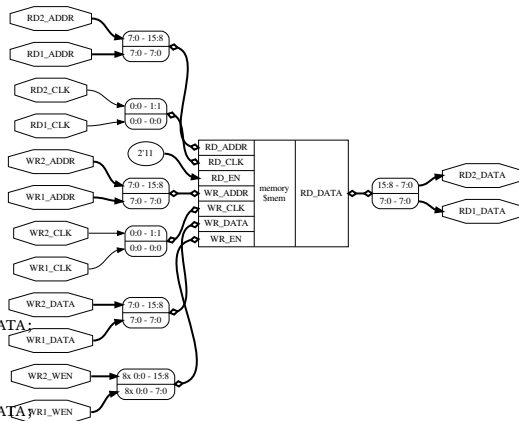 RD2_ADDR
7:0 - 15:8
RD1_ADDR
7:0 - 7:0
RD2_CLK
0:0 - 1:1
RD1_CLK
0:0 - 0:0
2'11
WR2_ADDR
7:0 - 15:8
WR1_ADDR
7:0 - 7:0
WR2_CLK
0:0 - 1:1
WR1_CLK
0:0 - 0:0
WR2_DATA
7:0 - 15:8
WR1_DATA
7:0 - 7:0
ATA;
WR2_WEN
8x 0:0 - 15:8
WR1_WEN
8x 0:0 - 7:0
ATA;
RD_ADDR
RD_CLK
RD_EN
WR_ADDR
WR_CLK
WR_DATA
WR_EN
memory
$mem
RD_DATA
15:8 - 7:0
7:0 - 7:0
RD2_DATA
RD1_DATA